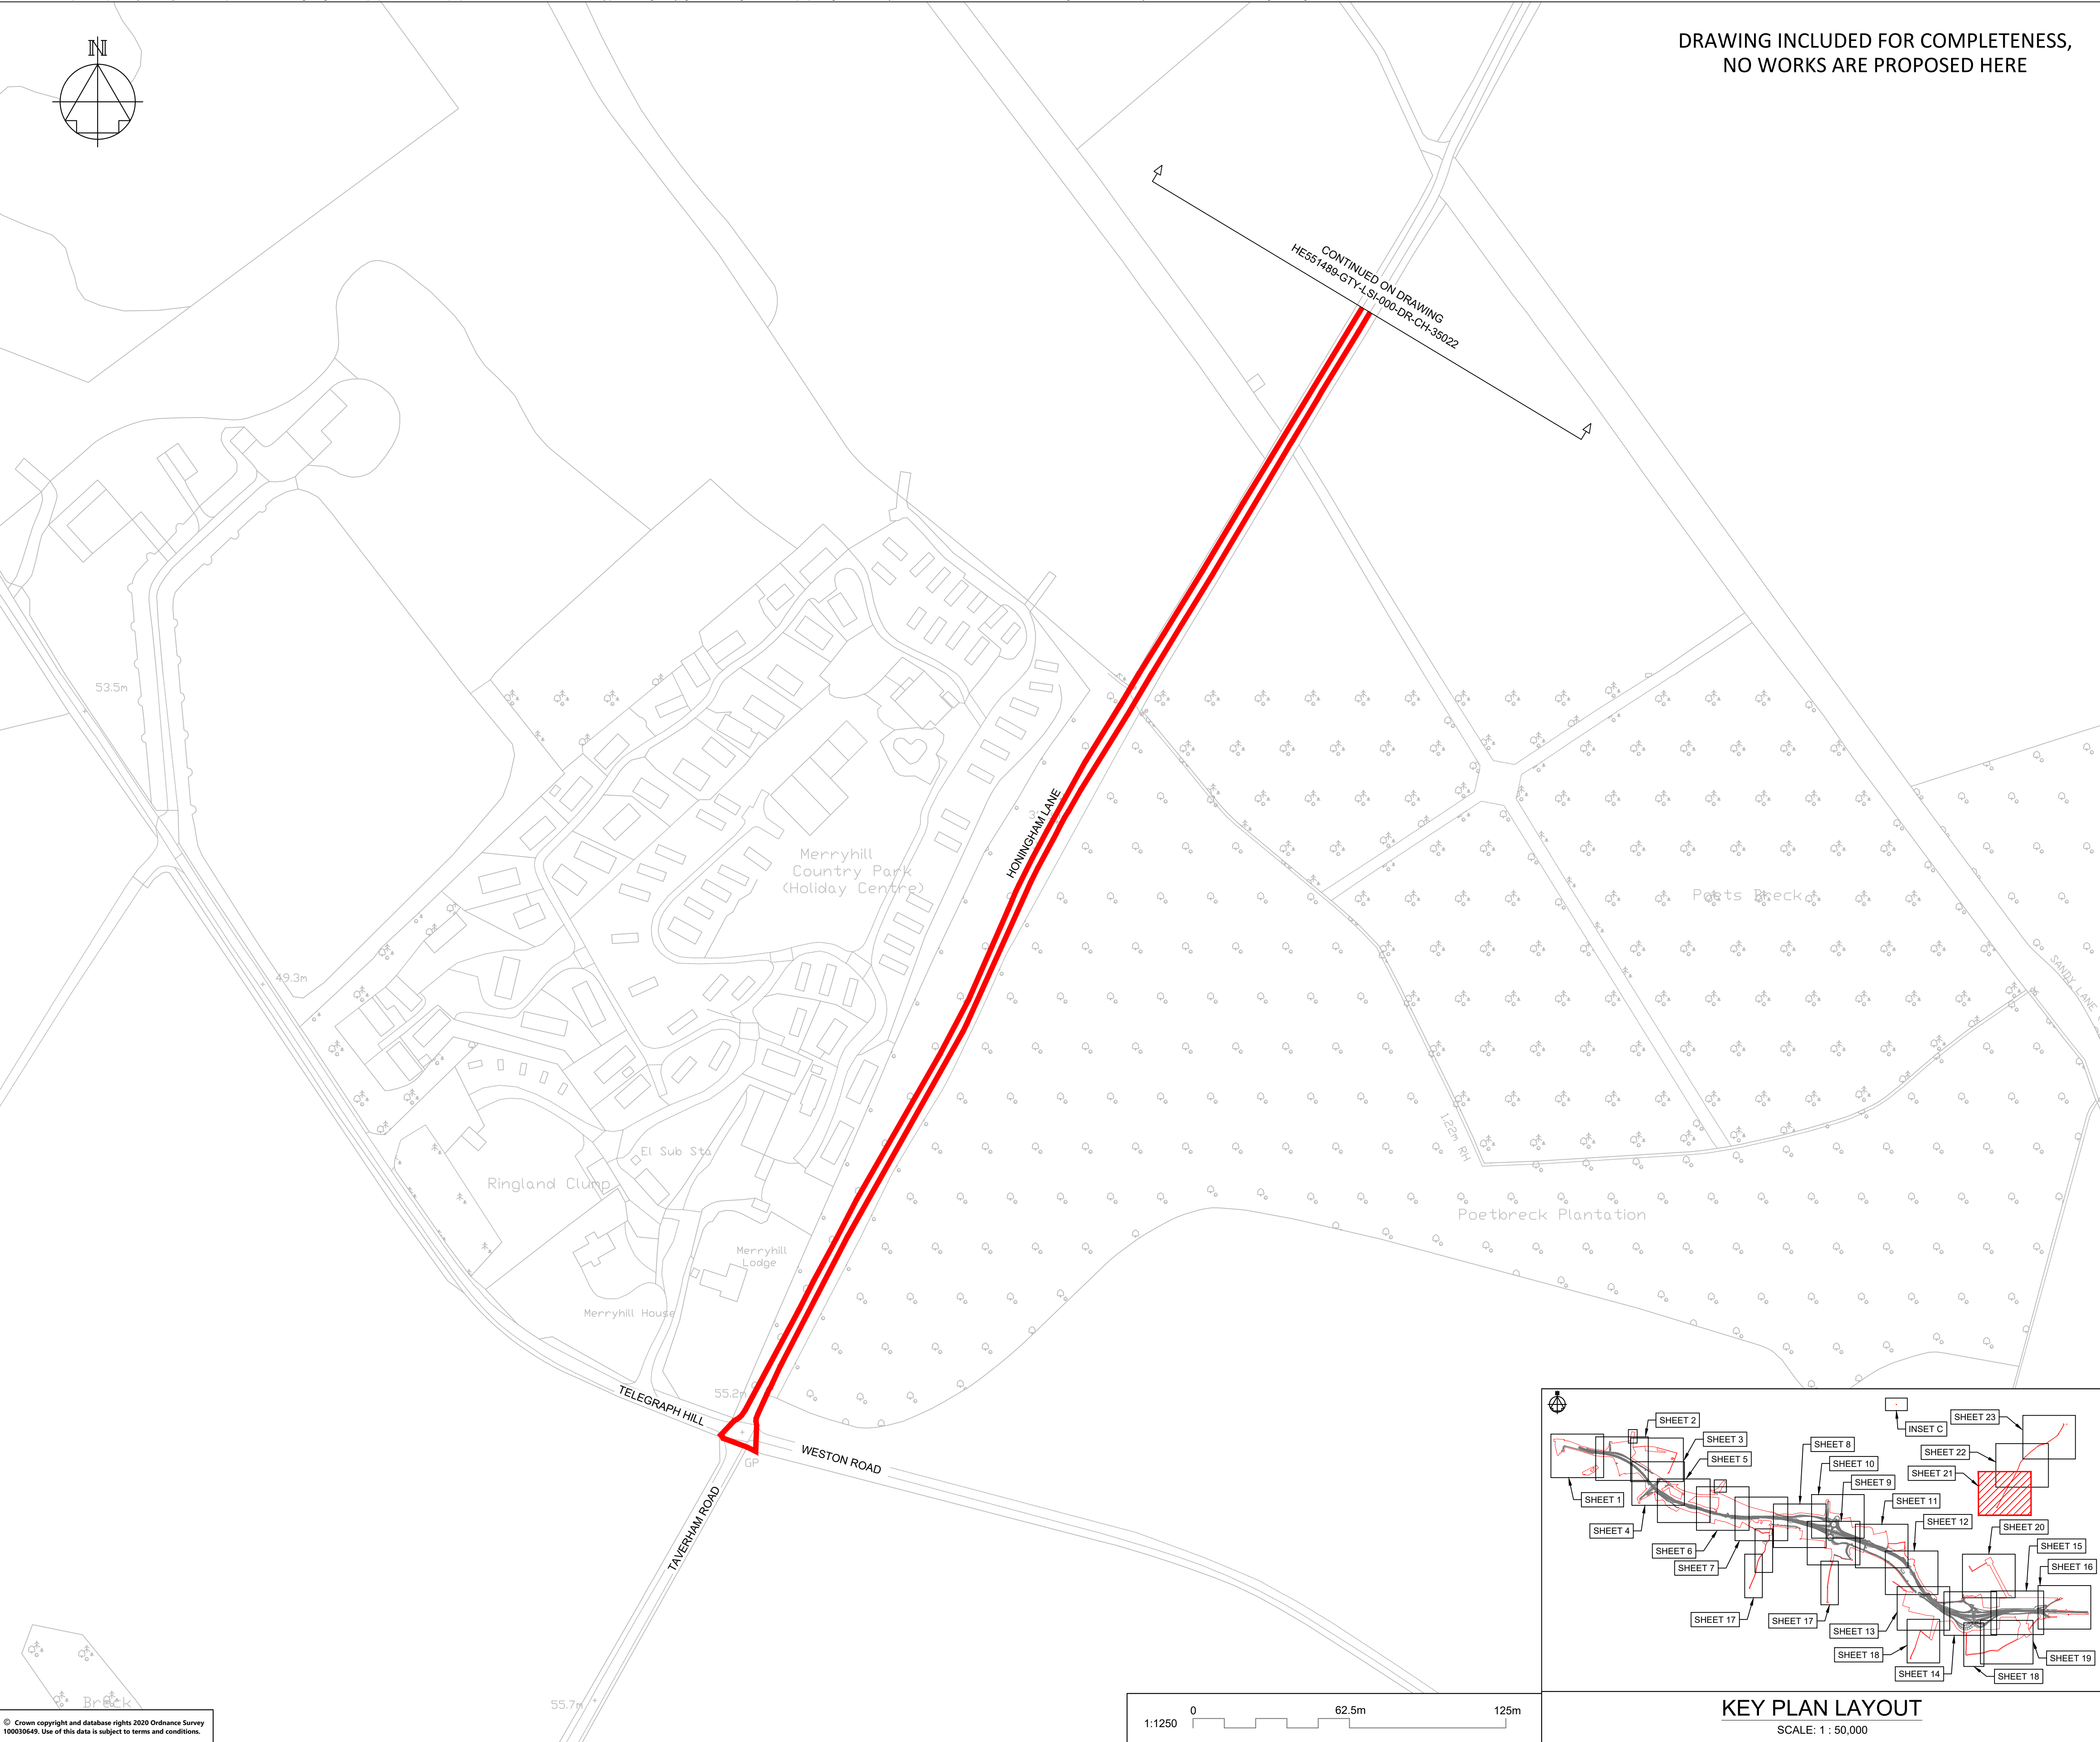 N
DRAWING INCLUDED FOR COMPLETENESS,
NO WORKS ARE PROPOSED HERE
CONTINUED ON DRAWING
HE551489-GTY-LSI-000-DR-CH-35022
53.5m
HONINGHAM LANE
Merryhill
Country Park
(Holiday Centre)
Poets Breck
49.3m
SANDY LANE
1.22m RH
El Sub Sta
Ringland Clump
Poetbreck Plantation
Merryhill
Lodge
Merryhill House
55.2m
TELEGRAPH HILL
WESTON ROAD
GP
TAVERHAM ROAD
55.7m
Breck
© Crown copyright and database rights 2020 Ordnance Survey
100030649. Use of this data is subject to terms and conditions.
1:1250
0
62.5m
125m
SHEET 2
INSET C
SHEET 23
SHEET 3
SHEET 8
SHEET 22
SHEET 5
SHEET 10
SHEET 21
SHEET 9
SHEET 1
SHEET 11
SHEET 12
SHEET 4
SHEET 20
SHEET 6
SHEET 15
SHEET 7
SHEET 16
SHEET 17
SHEET 17
SHEET 13
SHEET 18
SHEET 19
SHEET 14
SHEET 18
KEY PLAN LAYOUT
SCALE: 1 : 50,000